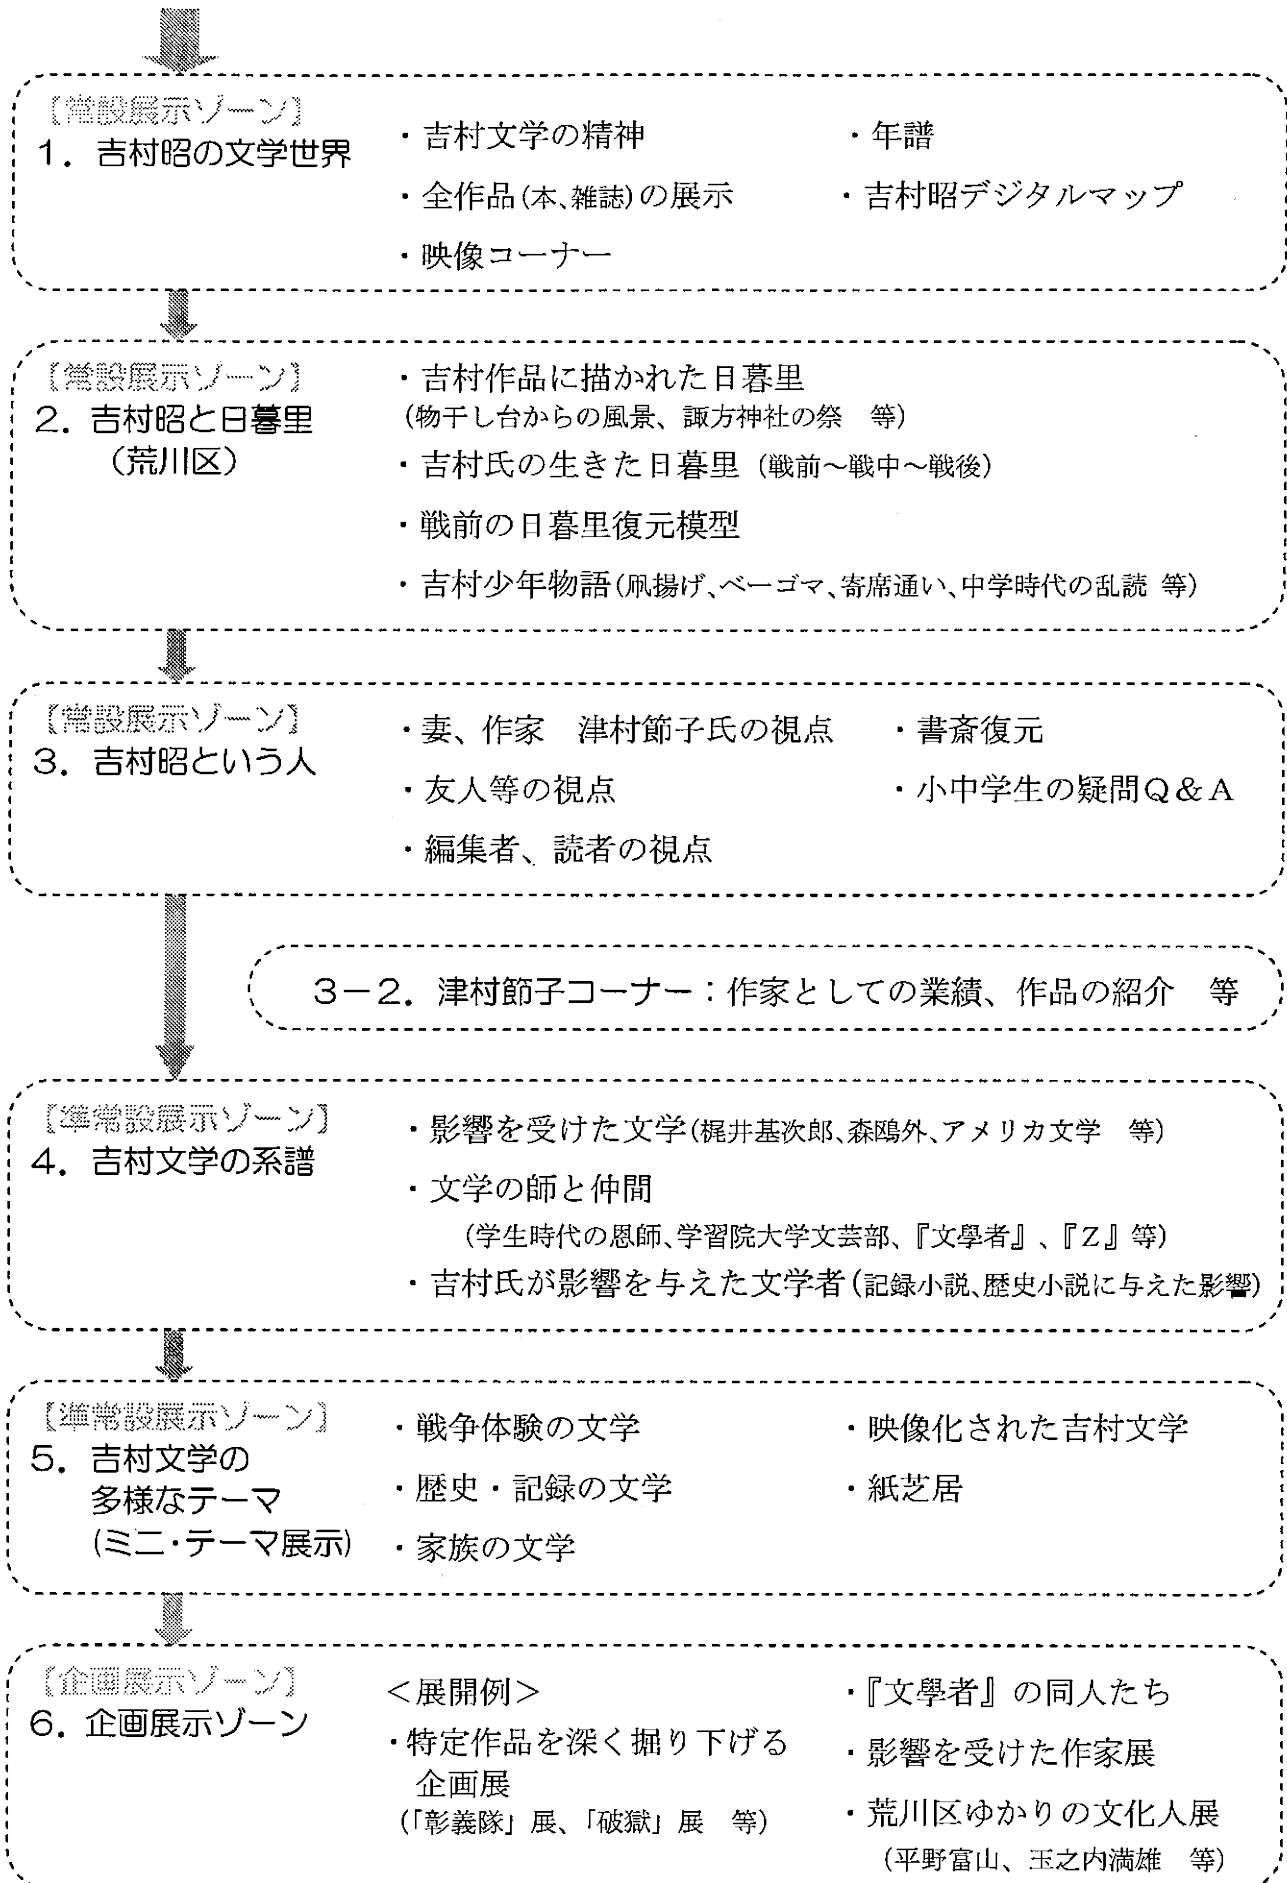 【常設展示ゾーン】
1．吉村昭の文学世界
・吉村文学の精神
・年譜
・全作品(本、雑誌)の展示
・吉村昭デジタルマップ
・映像コーナー
【常設展示ゾーン】
2．吉村昭と日暮里
（荒川区）
・吉村作品に描かれた日暮里
（物干し台からの風景、諏方神社の祭　等）
・吉村氏の生きた日暮里（戦前～戦中～戦後）
・戦前の日暮里復元模型
・吉村少年物語(凧揚げ、ベーゴマ、寄席通い、中学時代の乱読 等）
【常設展示ゾーン】
3．吉村昭という人
・妻、作家　津村節子氏の視点
・書斎復元
・友人等の視点
・小中学生の疑問Ｑ＆Ａ
・編集者、読者の視点
3－2．津村節子コーナー：作家としての業績、作品の紹介　等
【準常設展示ゾーン】
4．吉村文学の系譜
・影響を受けた文学(梶井基次郎、森鴎外、アメリカ文学　等）
・文学の師と仲間
（学生時代の恩師、学習院大学文芸部、『文學者』、『Ｚ』等）
・吉村氏が影響を与えた文学者（記録小説、歴史小説に与えた影響）
【準常設展示ゾーン】
5．吉村文学の
多様なテーマ
(ミニ・テーマ展示)
・戦争体験の文学
・映像化された吉村文学
・歴史・記録の文学
・紙芝居
・家族の文学
【企画展示ゾーン】
6．企画展示ゾーン
＜展開例＞
・『文學者』の同人たち
・特定作品を深く掘り下げる
企画展
（「彰義隊」展、「破獄」展　等）
・影響を受けた作家展
・荒川区ゆかりの文化人展
（平野富山、玉之内満雄　等）